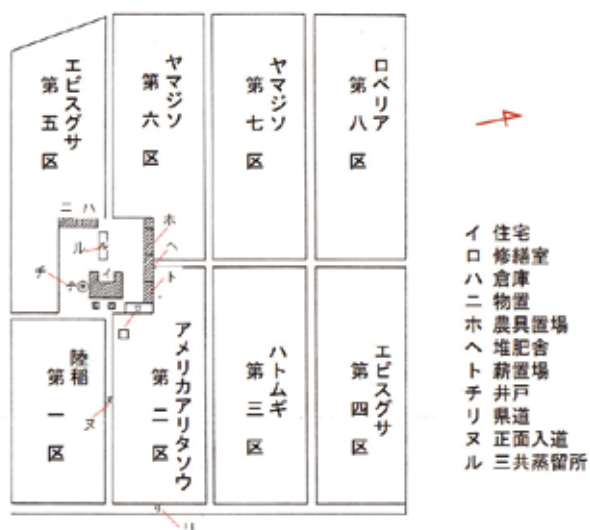 エビスグサ
第五区
ヤマジソ
第六区
ヤマジソ
第七区
ロベリア
第八区
ニ ハ
ホ
ヘ
ト
ル
イ
チ
ロ
陸稲
第一区
ヌ
アメリカアリタソウ
第二区
ハトムギ
第三区
エビスグサ
第四区
リ
リ
イ 住宅
ロ 修繕室
ハ 倉庫
ニ 物置
ホ 農具置場
ヘ 堆肥舎
ト 薪置場
チ 井戸
リ 県道
ヌ 正面入道
ル 三共蒸留所